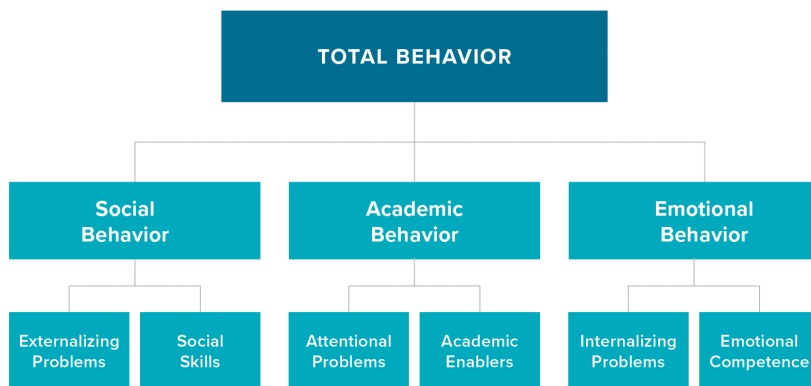 TOTAL BEHAVIOR
Social
Behavior
Academic
Behavior
Emotional
Behavior
Externalizing
Problems
Social
Skills
Attentional
Problems
Academic
Enablers
Internalizing
Problems
Emotional
Competence